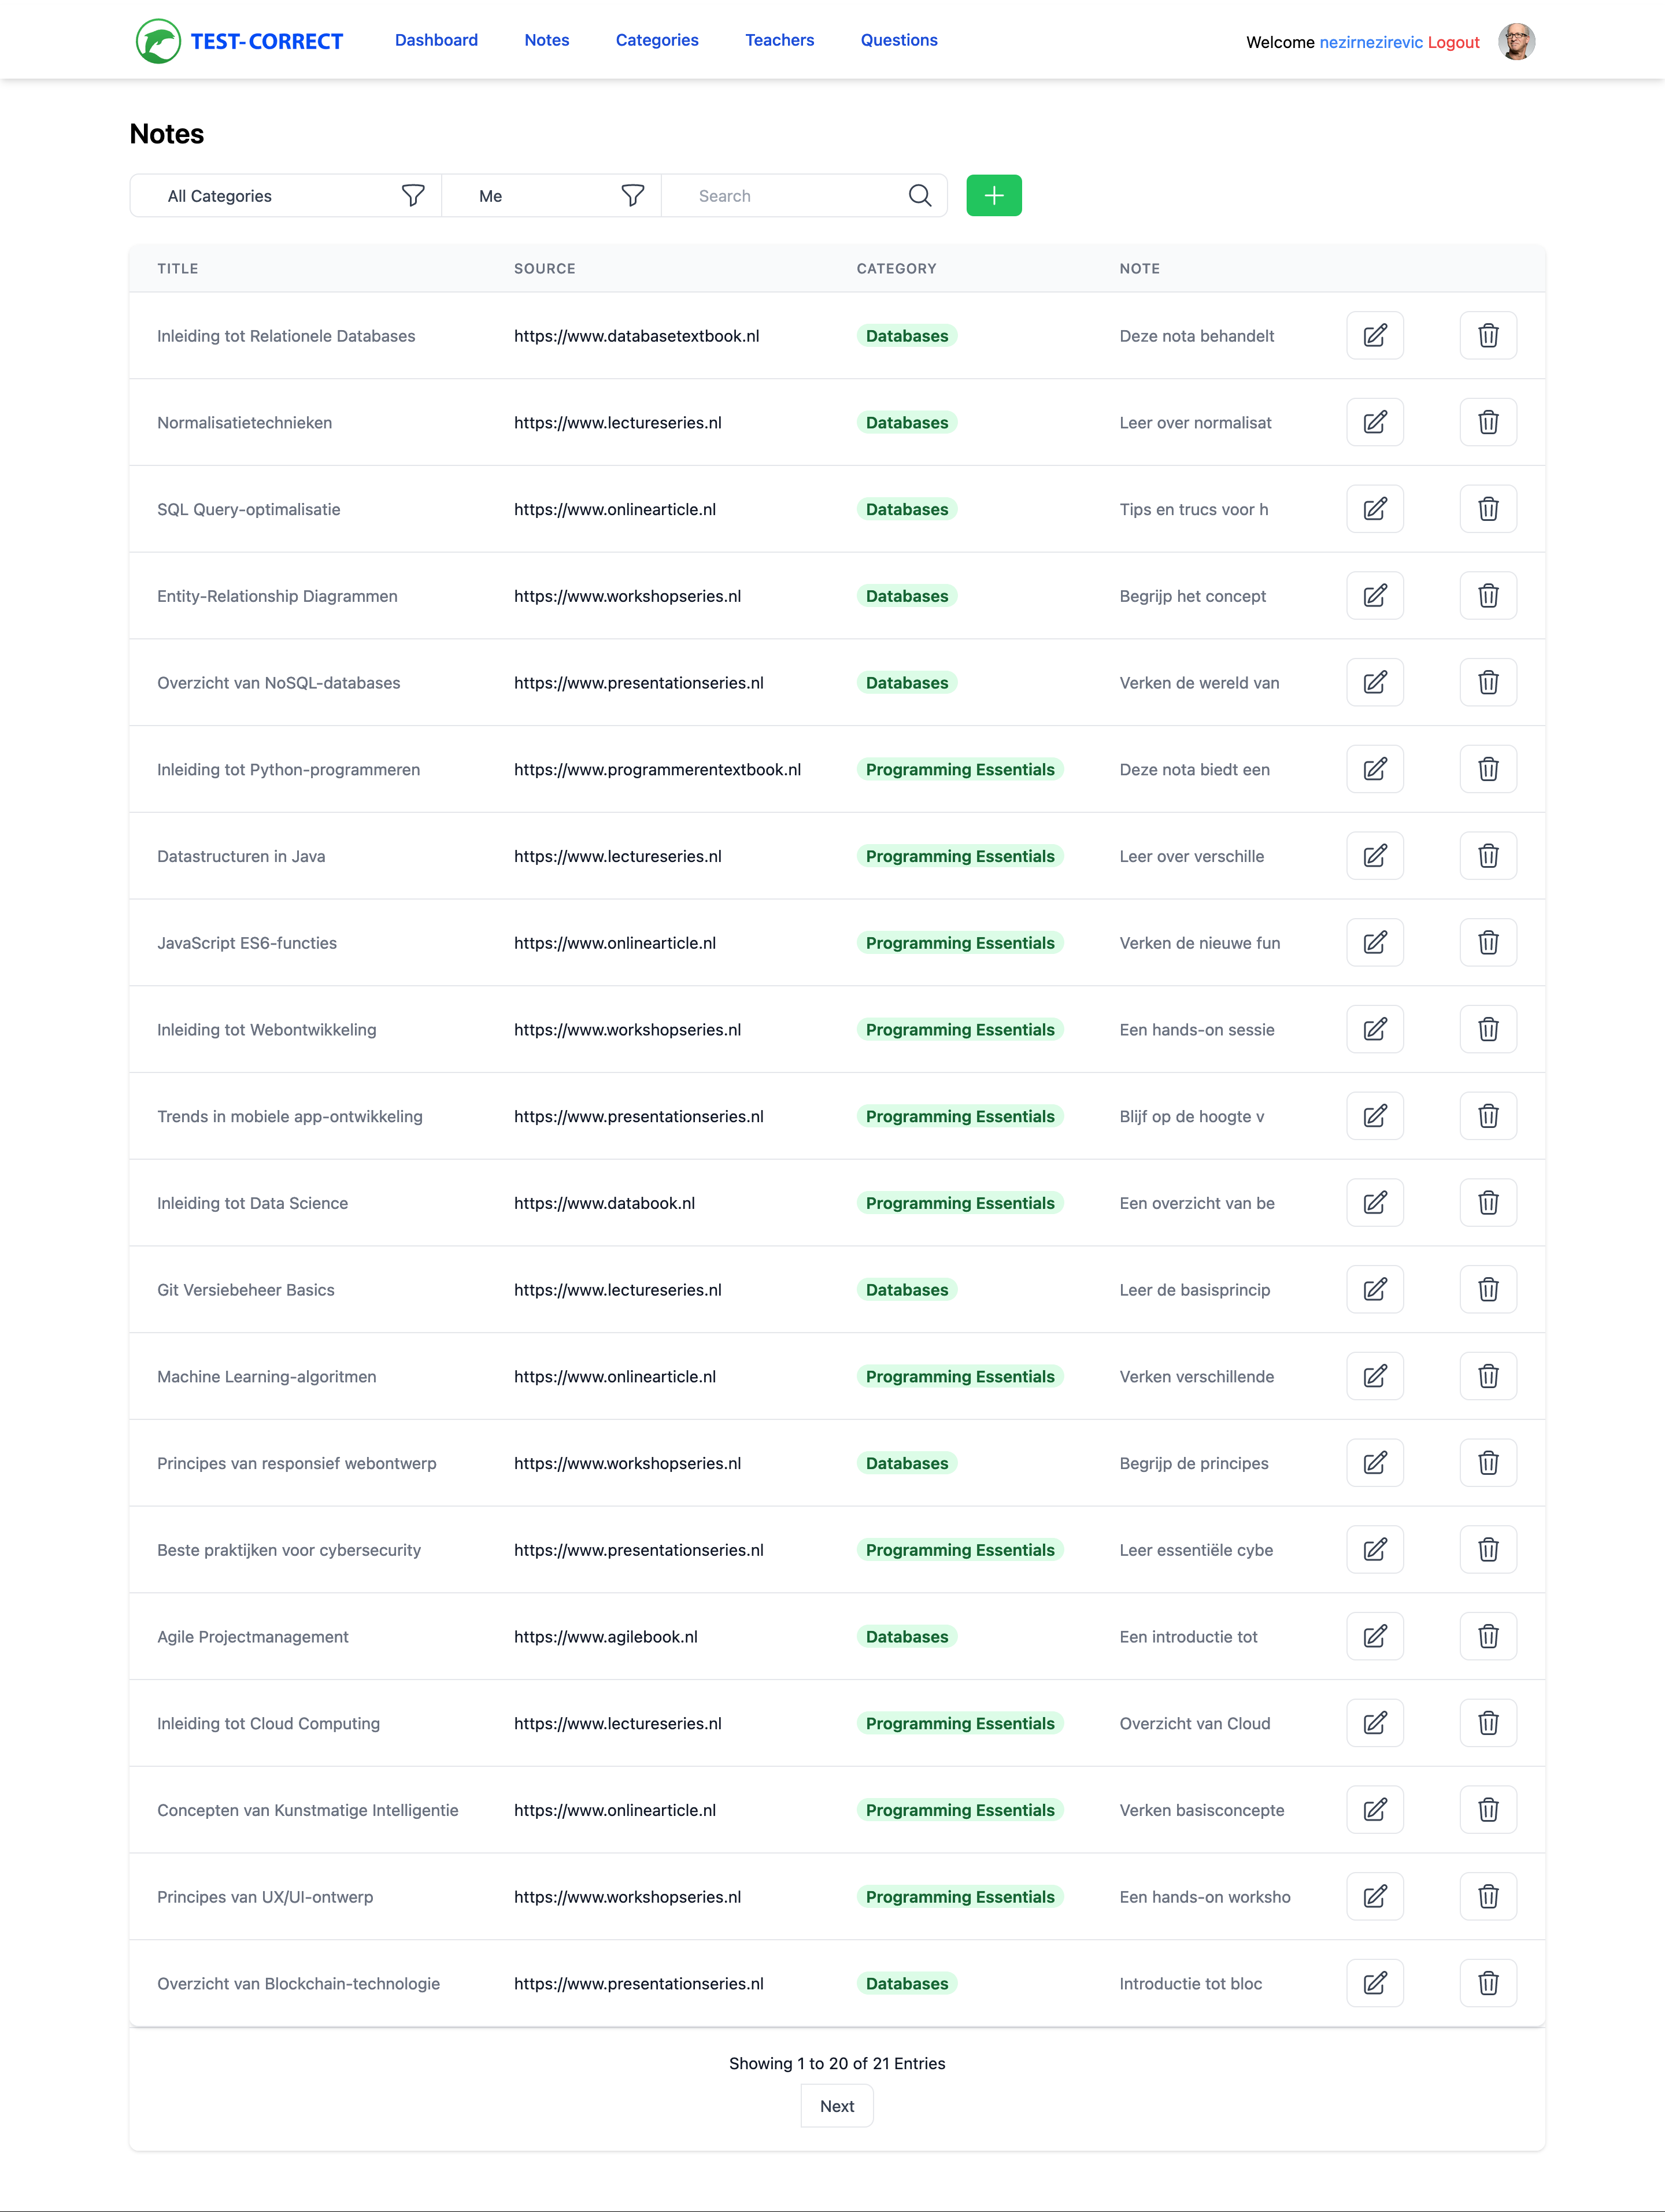 TEST-CORRECT Dashboard Notes Categories Teachers Questions Welcome nezirnezirevic Logout
Notes
All Categories Me Search
TITLE SOURCE CATEGORY NOTE
Inleiding tot Relationele Databases https://www.databasetextbook.nl Databases Deze nota behandelt
Normalisatietechnieken https://www.lectureseries.nl Databases Leer over normalisat
SQL Query-optimalisatie https://www.onlinearticle.nl Databases Tips en trucs voor h
Entity-Relationship Diagrammen https://www.workshopseries.nl Databases Begrijp het concept
Overzicht van NoSQL-databases https://www.presentationseries.nl Databases Verken de wereld van
Inleiding tot Python-programmeren https://www.programmerentextbook.nl Programming Essentials Deze nota biedt een
Datastructuren in Java https://www.lectureseries.nl Programming Essentials Leer over verschille
JavaScript ES6-functies https://www.onlinearticle.nl Programming Essentials Verken de nieuwe fun
Inleiding tot Webontwikkeling https://www.workshopseries.nl Programming Essentials Een hands-on sessie
Trends in mobiele app-ontwikkeling https://www.presentationseries.nl Programming Essentials Blijf op de hoogte v
Inleiding tot Data Science https://www.databook.nl Programming Essentials Een overzicht van be
Git Versiebeheer Basics https://www.lectureseries.nl Databases Leer de basisprincip
Machine Learning-algoritmen https://www.onlinearticle.nl Programming Essentials Verken verschillende
Principes van responsief webontwerp https://www.workshopseries.nl Databases Begrijp de principes
Beste praktijken voor cybersecurity https://www.presentationseries.nl Programming Essentials Leer essentiële cybe
Agile Projectmanagement https://www.agilebook.nl Databases Een introductie tot
Inleiding tot Cloud Computing https://www.lectureseries.nl Programming Essentials Overzicht van Cloud
Concepten van Kunstmatige Intelligentie https://www.onlinearticle.nl Programming Essentials Verken basisconcepte
Principes van UX/UI-ontwerp https://www.workshopseries.nl Programming Essentials Een hands-on worksho
Overzicht van Blockchain-technologie https://www.presentationseries.nl Databases Introductie tot bloc
Showing 1 to 20 of 21 Entries
Next